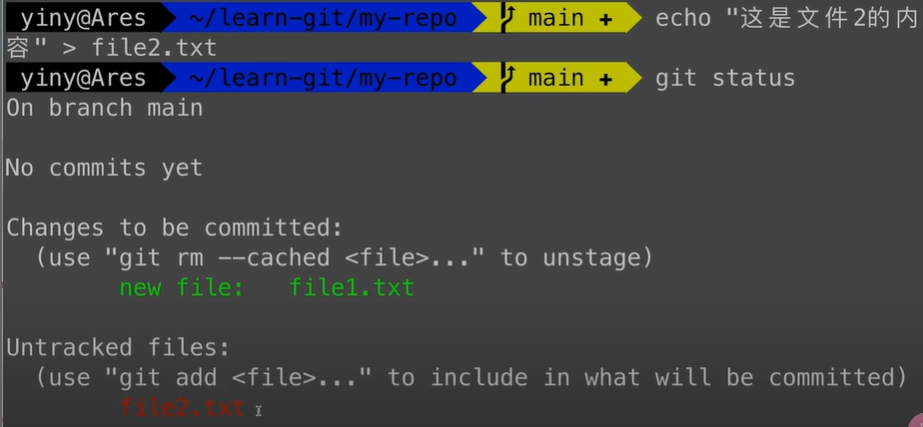 yiny@Ares ~/learn-git/my-repo main + echo "这是文件2的内
容" > file2.txt
yiny@Ares ~/learn-git/my-repo main + git status
On branch main
No commits yet
Changes to be committed:
(use "git rm --cached <file>..." to unstage)
new file: file1.txt
Untracked files:
(use "git add <file>..." to include in what will be committed)
file2.txt